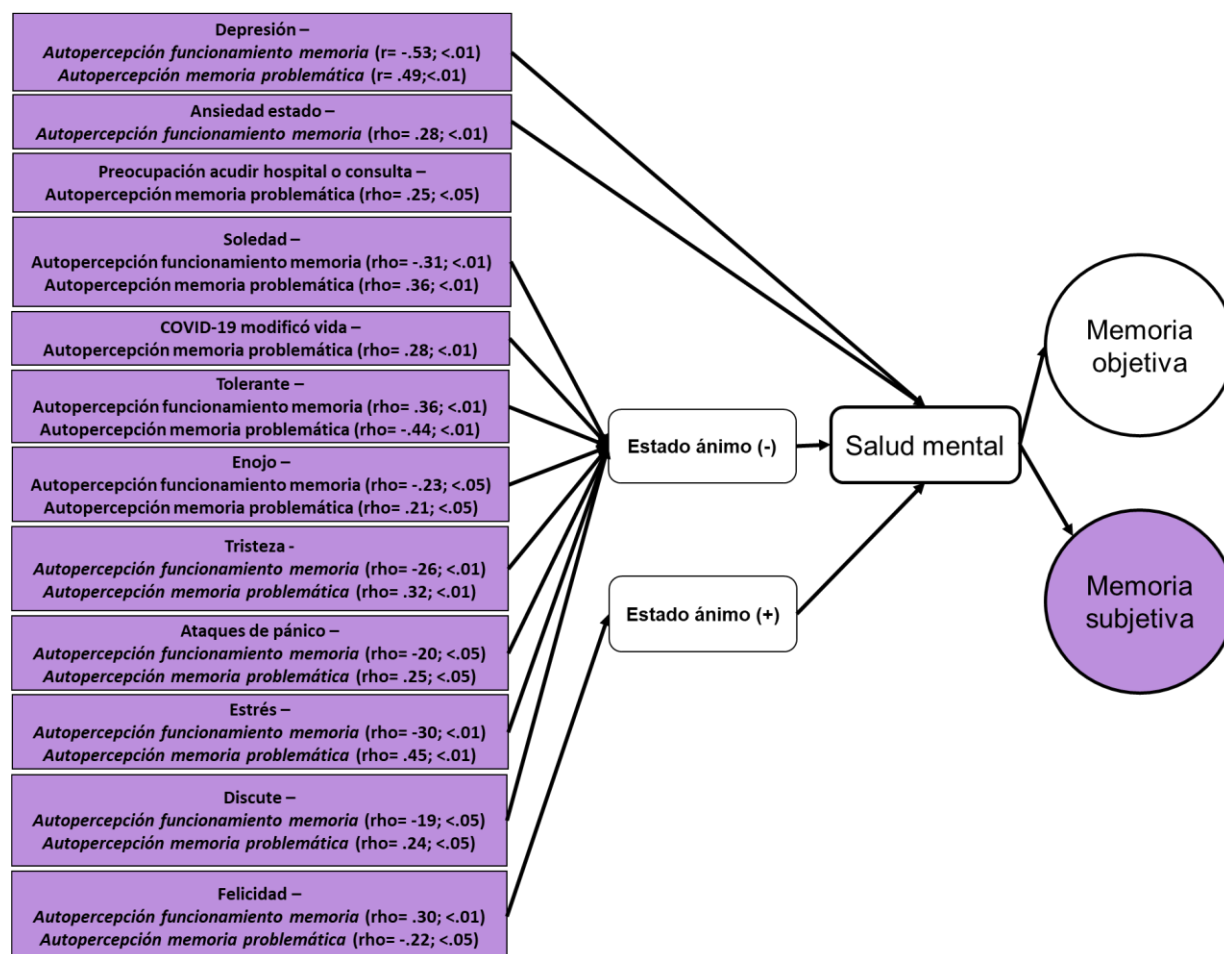 Depresión –
Autopercepción funcionamiento memoria (r= -.53; <.01)
Autopercepción memoria problemática (r= .49;<.01)
Ansiedad estado –
Autopercepción funcionamiento memoria (rho= .28; <.01)
Preocupación acudir hospital o consulta –
Autopercepción memoria problemática (rho= .25; <.05)
Soledad –
Autopercepción funcionamiento memoria (rho= -.31; <.01)
Autopercepción memoria problemática (rho= .36; <.01)
COVID-19 modificó vida –
Autopercepción memoria problemática (rho= .28; <.01)
Tolerante –
Autopercepción funcionamiento memoria (rho= .36; <.01)
Autopercepción memoria problemática (rho= -.44; <.01)
Enojo –
Autopercepción funcionamiento memoria (rho= -.23; <.05)
Autopercepción memoria problemática (rho= .21; <.05)
Tristeza -
Autopercepción funcionamiento memoria (rho= -26; <.01)
Autopercepción memoria problemática (rho= .32; <.01)
Ataques de pánico –
Autopercepción funcionamiento memoria (rho= -20; <.05)
Autopercepción memoria problemática (rho= .25; <.05)
Estrés –
Autopercepción funcionamiento memoria (rho= -30; <.01)
Autopercepción memoria problemática (rho= .45; <.01)
Discute –
Autopercepción funcionamiento memoria (rho= -19; <.05)
Autopercepción memoria problemática (rho= .24; <.05)
Felicidad –
Autopercepción funcionamiento memoria (rho= .30; <.01)
Autopercepción memoria problemática (rho= -.22; <.05)
Estado ánimo (-)
Estado ánimo (+)
Salud mental
Memoria
objetiva
Memoria
subjetiva